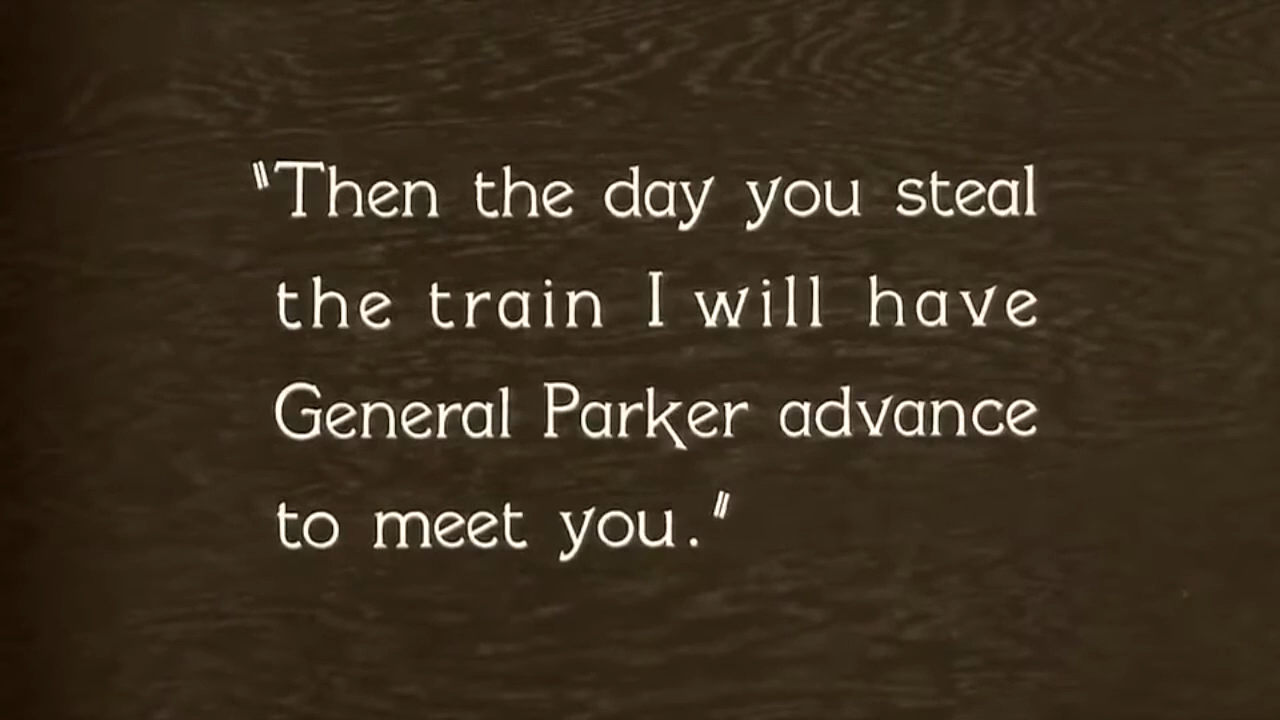 "Then the day you steal
the train I will have
General Parker advance
to meet you."